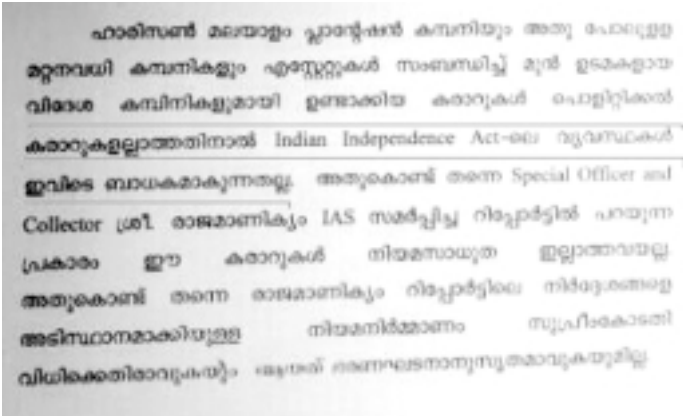 ഹാരിസൺ മലയാളം പ്ലാന്റേഷൻ കമ്പനിയും അതു പോലുള്ള
മറ്റനവധി കമ്പനികളും എസ്റ്റേറ്റുകൾ സംബന്ധിച്ച് മുൻ ഉടമകളായ
വിദേശ കമ്പിനികളുമായി ഉണ്ടാക്കിയ കരാറുകൾ പൊളിറ്റിക്കൽ
കരാറുകളല്ലാത്തതിനാൽ Indian Independence Act-ലെ വ്യവസ്ഥകൾ
ഇവിടെ ബാധകമാകുന്നതല്ല. അതുകൊണ്ട് തന്നെ Special Officer and
Collector ശ്രീ. രാജമാണിക്യം IAS സമർപ്പിച്ച റിപ്പോർട്ടിൽ പറയുന്ന
പ്രകാരം ഈ കരാറുകൾ നിയമസാധുത ഇല്ലാത്തവയല്ല.
അതുകൊണ്ട് തന്നെ രാജമാണിക്യം റിപ്പോർട്ടിലെ നിർദ്ദേശങ്ങളെ
അടിസ്ഥാനമാക്കിയുള്ള നിയമനിർമ്മാണം സുപ്രീംകോടതി
വിധിക്കെതിരാവുകയും ഭരണഘടനാനുസൃതമാവുകയുമില്ല.